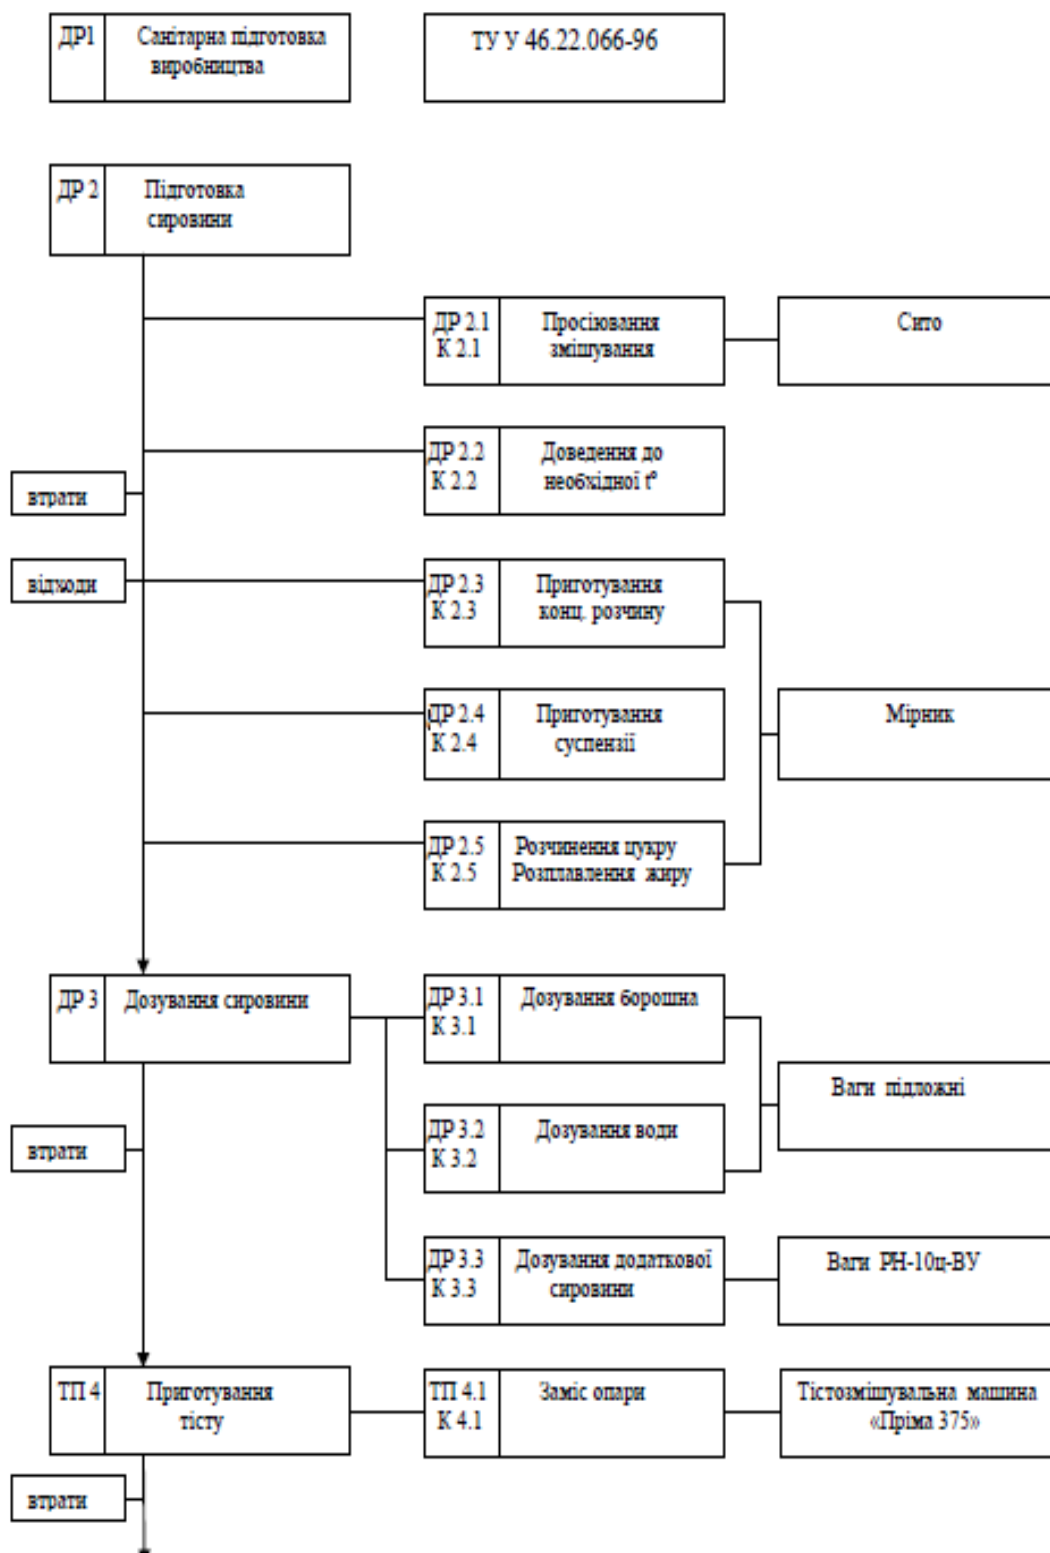 ДР1
Санітарна підготовка
виробництва
ТУ У 46.22.066-96
ДР 2
Підготовка
сировини
ДР 2.1
К 2.1
Просіювання
змішування
Сито
ДР 2.2
К 2.2
Доведення до
необхідної t°
втрати
відходи
ДР 2.3
К 2.3
Приготування
конц. розчину
ДР 2.4
К 2.4
Приготування
суспензії
Мірник
ДР 2.5
К 2.5
Розчинення цукру
Розплавлення жиру
ДР 3
Дозування сировини
ДР 3.1
К 3.1
Дозування борошна
Ваги підложні
втрати
ДР 3.2
К 3.2
Дозування води
ДР 3.3
К 3.3
Дозування додаткової
сировини
Ваги РН-10ц-ВУ
ТП 4
Приготування
тісту
ТП 4.1
К 4.1
Заміс опари
Тістозмішувальна машина
«Пріма 375»
втрати